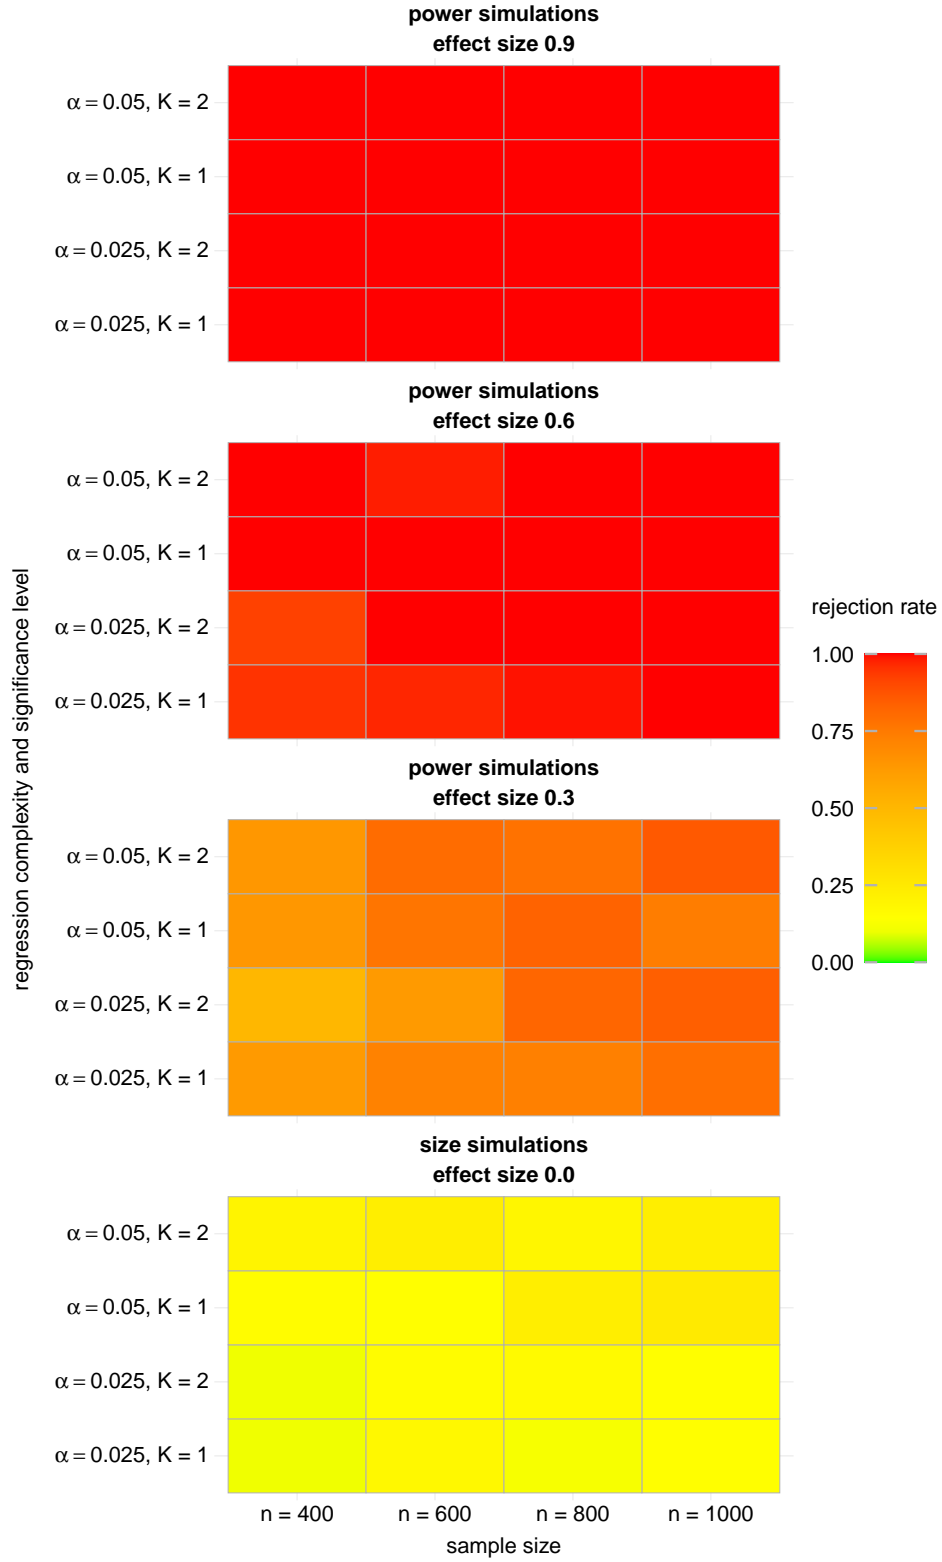 power simulations
effect size 0.9
α = 0.05, K = 2
α = 0.05, K = 1
α = 0.025, K = 2
α = 0.025, K = 1
power simulations
effect size 0.6
α = 0.05, K = 2
α = 0.05, K = 1
α = 0.025, K = 2
α = 0.025, K = 1
power simulations
effect size 0.3
α = 0.05, K = 2
α = 0.05, K = 1
α = 0.025, K = 2
α = 0.025, K = 1
size simulations
effect size 0.0
α = 0.05, K = 2
α = 0.05, K = 1
α = 0.025, K = 2
α = 0.025, K = 1
n = 400 n = 600 n = 800 n = 1000
sample size
regression complexity and significance level
rejection rate
1.00
0.75
0.50
0.25
0.00